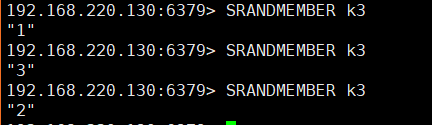 192.168.220.130:6379> SRANDMEMBER k3
"1"
192.168.220.130:6379> SRANDMEMBER k3
"3"
192.168.220.130:6379> SRANDMEMBER k3
"2"